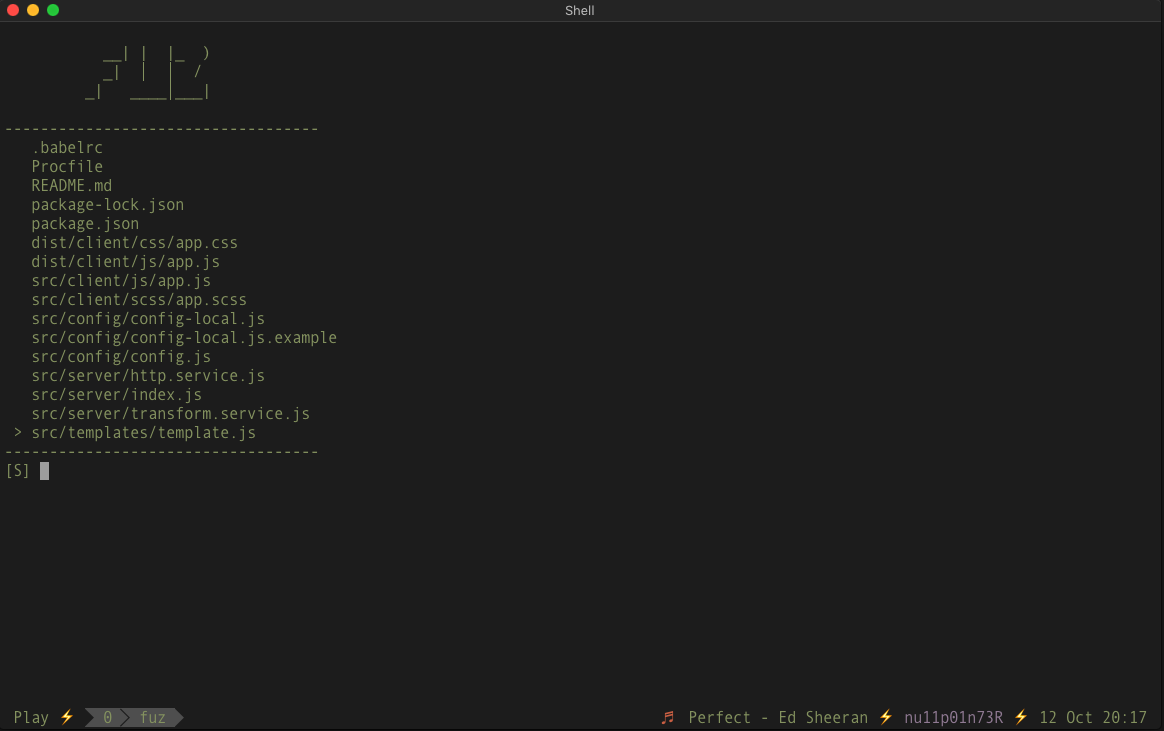 Shell
__| |  |_  )
_|  |  |  /
_|   ____|___|
-----------------------------------
.babelrc
Procfile
README.md
package-lock.json
package.json
dist/client/css/app.css
dist/client/js/app.js
src/client/js/app.js
src/client/scss/app.scss
src/config/config-local.js
src/config/config-local.js.example
src/config/config.js
src/server/http.service.js
src/server/index.js
src/server/transform.service.js
> src/templates/template.js
-----------------------------------
[S]
Play ⚡ 0 fuz ♬ Perfect - Ed Sheeran ⚡ nu11p01n73R ⚡ 12 Oct 20:17